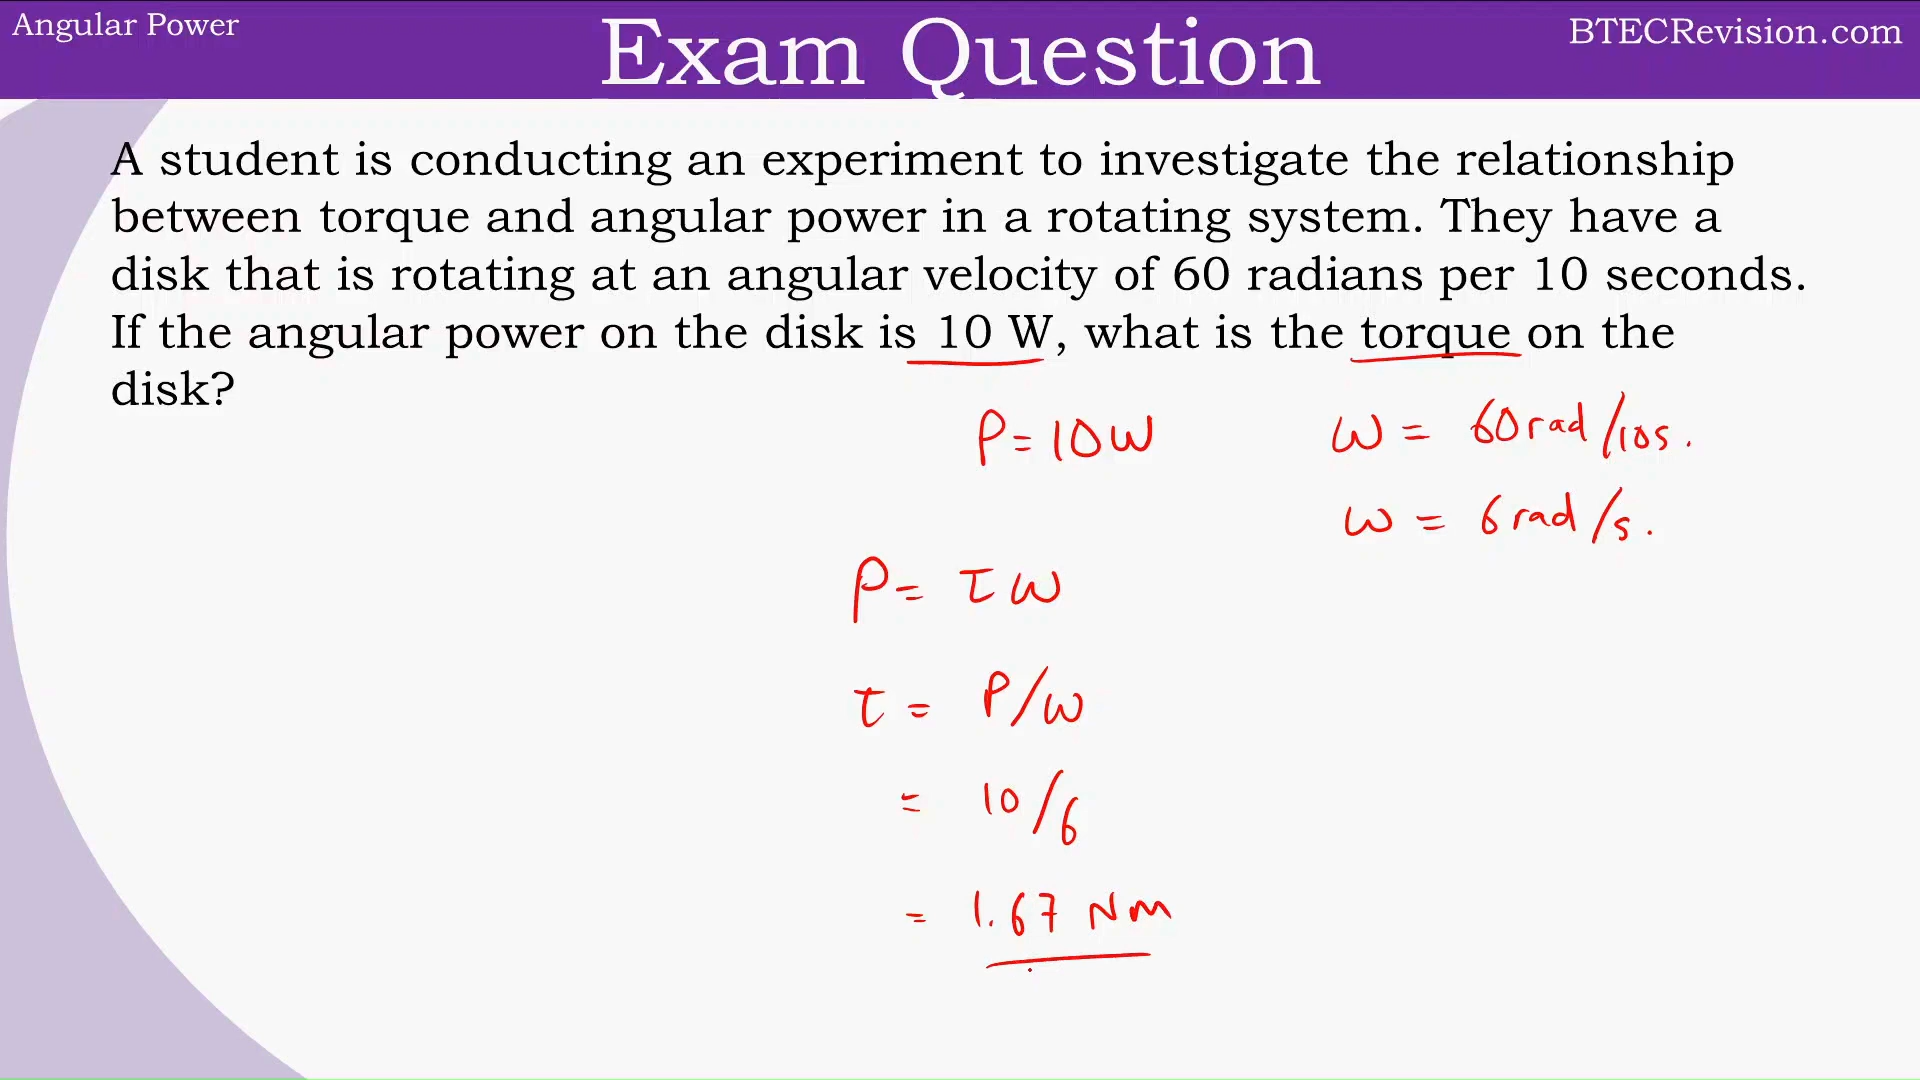 Angular Power
Exam Question
BTECRevision.com
A student is conducting an experiment to investigate the relationship
between torque and angular power in a rotating system. They have a
disk that is rotating at an angular velocity of 60 radians per 10 seconds.
If the angular power on the disk is 10 W, what is the torque on the
disk?
P = 10W
ω = 60rad/10s.
ω = 6rad/s.
P = τω
τ = P/ω
= 10/6
= 1.67 Nm